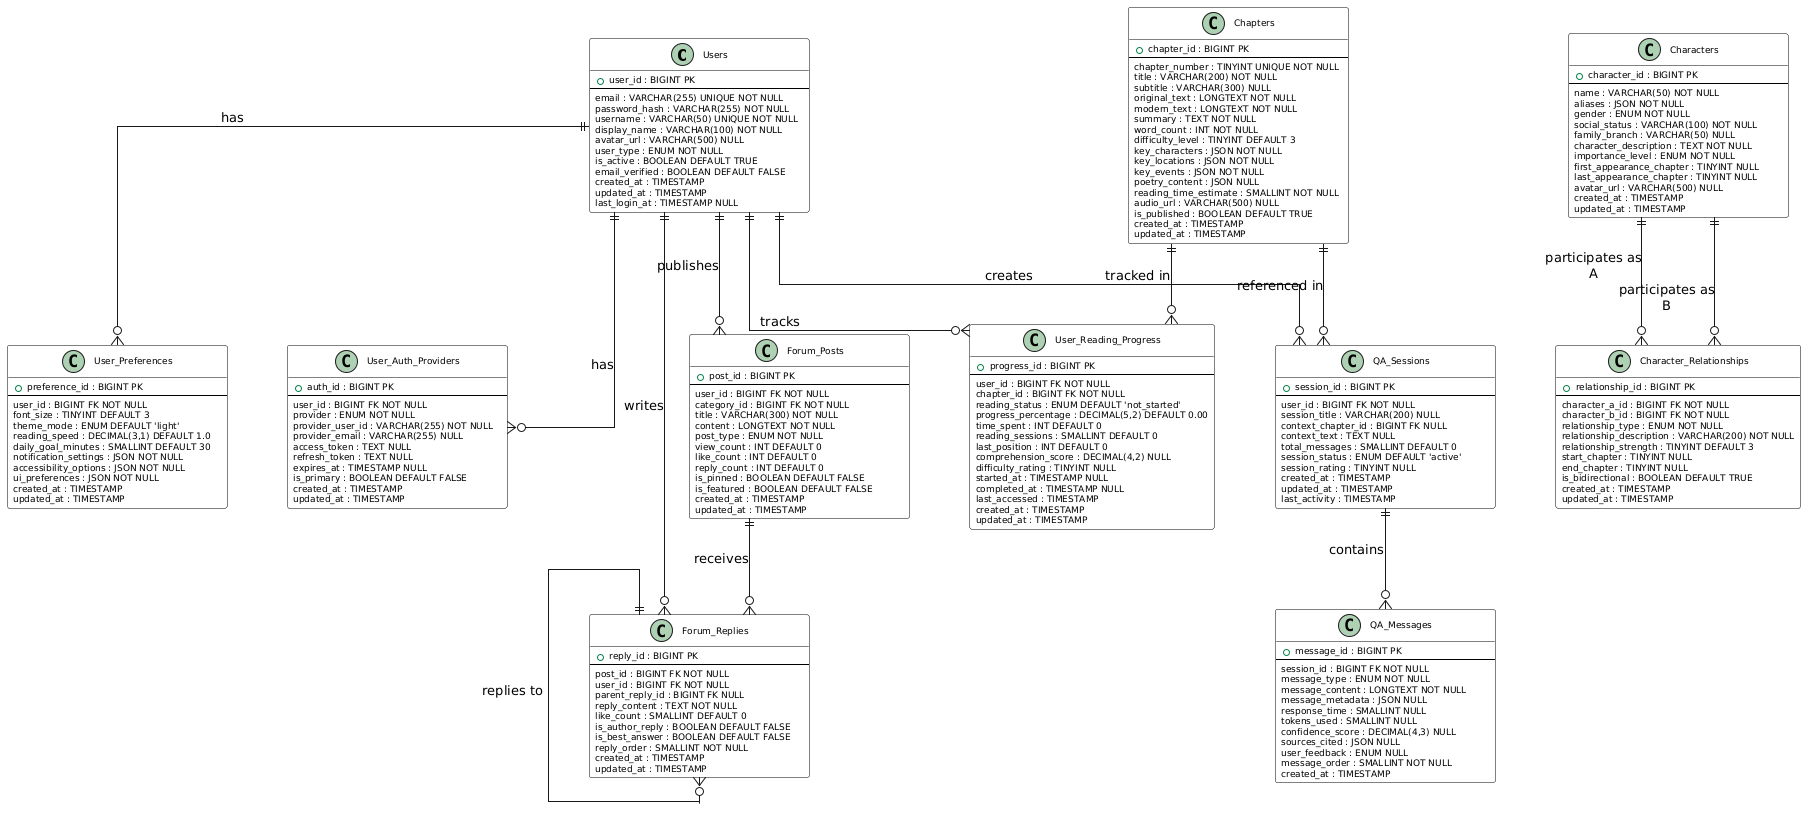 C Users
user_id : BIGINT PK
email : VARCHAR(255) UNIQUE NOT NULL
password_hash : VARCHAR(255) NOT NULL
username : VARCHAR(50) UNIQUE NOT NULL
display_name : VARCHAR(100) NOT NULL
avatar_url : VARCHAR(500) NULL
user_type : ENUM NOT NULL
is_active : BOOLEAN DEFAULT TRUE
email_verified : BOOLEAN DEFAULT FALSE
created_at : TIMESTAMP
updated_at : TIMESTAMP
last_login_at : TIMESTAMP NULL
C Chapters
chapter_id : BIGINT PK
chapter_number : TINYINT UNIQUE NOT NULL
title : VARCHAR(200) NOT NULL
subtitle : VARCHAR(300) NULL
original_text : LONGTEXT NOT NULL
modern_text : LONGTEXT NOT NULL
summary : TEXT NOT NULL
word_count : INT NOT NULL
difficulty_level : TINYINT DEFAULT 3
key_characters : JSON NOT NULL
key_locations : JSON NOT NULL
key_events : JSON NOT NULL
poetry_content : JSON NULL
reading_time_estimate : SMALLINT NOT NULL
audio_url : VARCHAR(500) NULL
is_published : BOOLEAN DEFAULT TRUE
created_at : TIMESTAMP
updated_at : TIMESTAMP
C Characters
character_id : BIGINT PK
name : VARCHAR(50) NOT NULL
aliases : JSON NOT NULL
gender : ENUM NOT NULL
social_status : VARCHAR(100) NOT NULL
family_branch : VARCHAR(50) NULL
character_description : TEXT NOT NULL
importance_level : ENUM NOT NULL
first_appearance_chapter : TINYINT NULL
last_appearance_chapter : TINYINT NULL
avatar_url : VARCHAR(500) NULL
created_at : TIMESTAMP
updated_at : TIMESTAMP
has
publishes
creates
tracked in
referenced in
participates as
A
participates as
B
tracks
has
writes
C User_Preferences
preference_id : BIGINT PK
user_id : BIGINT FK NOT NULL
font_size : TINYINT DEFAULT 3
theme_mode : ENUM DEFAULT 'light'
reading_speed : DECIMAL(3,1) DEFAULT 1.0
daily_goal_minutes : SMALLINT DEFAULT 30
notification_settings : JSON NOT NULL
accessibility_options : JSON NOT NULL
ui_preferences : JSON NOT NULL
created_at : TIMESTAMP
updated_at : TIMESTAMP
C User_Auth_Providers
auth_id : BIGINT PK
user_id : BIGINT FK NOT NULL
provider : ENUM NOT NULL
provider_user_id : VARCHAR(255) NOT NULL
provider_email : VARCHAR(255) NULL
access_token : TEXT NULL
refresh_token : TEXT NULL
expires_at : TIMESTAMP NULL
is_primary : BOOLEAN DEFAULT FALSE
created_at : TIMESTAMP
updated_at : TIMESTAMP
C Forum_Posts
post_id : BIGINT PK
user_id : BIGINT FK NOT NULL
category_id : BIGINT FK NOT NULL
title : VARCHAR(300) NOT NULL
content : LONGTEXT NOT NULL
post_type : ENUM NOT NULL
view_count : INT DEFAULT 0
like_count : INT DEFAULT 0
reply_count : INT DEFAULT 0
is_pinned : BOOLEAN DEFAULT FALSE
is_featured : BOOLEAN DEFAULT FALSE
created_at : TIMESTAMP
updated_at : TIMESTAMP
C User_Reading_Progress
progress_id : BIGINT PK
user_id : BIGINT FK NOT NULL
chapter_id : BIGINT FK NOT NULL
reading_status : ENUM DEFAULT 'not_started'
progress_percentage : DECIMAL(5,2) DEFAULT 0.00
time_spent : INT DEFAULT 0
reading_sessions : SMALLINT DEFAULT 0
last_position : INT DEFAULT 0
comprehension_score : DECIMAL(4,2) NULL
difficulty_rating : TINYINT NULL
started_at : TIMESTAMP NULL
completed_at : TIMESTAMP NULL
last_accessed : TIMESTAMP
created_at : TIMESTAMP
updated_at : TIMESTAMP
C QA_Sessions
session_id : BIGINT PK
user_id : BIGINT FK NOT NULL
session_title : VARCHAR(200) NULL
context_chapter_id : BIGINT FK NULL
context_text : TEXT NULL
total_messages : SMALLINT DEFAULT 0
session_status : ENUM DEFAULT 'active'
session_rating : TINYINT NULL
created_at : TIMESTAMP
updated_at : TIMESTAMP
last_activity : TIMESTAMP
C Character_Relationships
relationship_id : BIGINT PK
character_a_id : BIGINT FK NOT NULL
character_b_id : BIGINT FK NOT NULL
relationship_type : ENUM NOT NULL
relationship_description : VARCHAR(200) NOT NULL
relationship_strength : TINYINT DEFAULT 3
start_chapter : TINYINT NULL
end_chapter : TINYINT NULL
is_bidirectional : BOOLEAN DEFAULT TRUE
created_at : TIMESTAMP
updated_at : TIMESTAMP
receives
contains
replies to
C Forum_Replies
reply_id : BIGINT PK
post_id : BIGINT FK NOT NULL
user_id : BIGINT FK NOT NULL
parent_reply_id : BIGINT FK NULL
reply_content : TEXT NOT NULL
like_count : SMALLINT DEFAULT 0
is_author_reply : BOOLEAN DEFAULT FALSE
is_best_answer : BOOLEAN DEFAULT FALSE
reply_order : SMALLINT NOT NULL
created_at : TIMESTAMP
updated_at : TIMESTAMP
C QA_Messages
message_id : BIGINT PK
session_id : BIGINT FK NOT NULL
message_type : ENUM NOT NULL
message_content : LONGTEXT NOT NULL
message_metadata : JSON NULL
response_time : SMALLINT NULL
tokens_used : SMALLINT NULL
confidence_score : DECIMAL(4,3) NULL
sources_cited : JSON NULL
user_feedback : ENUM NULL
message_order : SMALLINT NOT NULL
created_at : TIMESTAMP